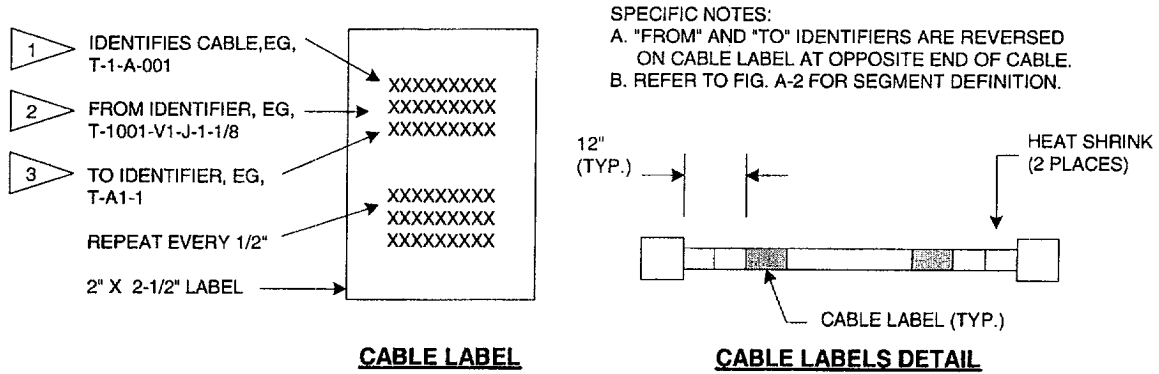 1
IDENTIFIES CABLE,EG,
T-1-A-001
2
FROM IDENTIFIER, EG,
T-1001-V1-J-1-1/8
3
TO IDENTIFIER, EG,
T-A1-1
REPEAT EVERY 1/2"
2" X 2-1/2" LABEL
XXXXXXXXX
XXXXXXXXX
XXXXXXXXX
XXXXXXXXX
XXXXXXXXX
XXXXXXXXX
CABLE LABEL
SPECIFIC NOTES:
A. "FROM" AND "TO" IDENTIFIERS ARE REVERSED
ON CABLE LABEL AT OPPOSITE END OF CABLE.
B. REFER TO FIG. A-2 FOR SEGMENT DEFINITION.
12"
(TYP.)
HEAT SHRINK
(2 PLACES)
CABLE LABEL (TYP.)
CABLE LABELS DETAIL